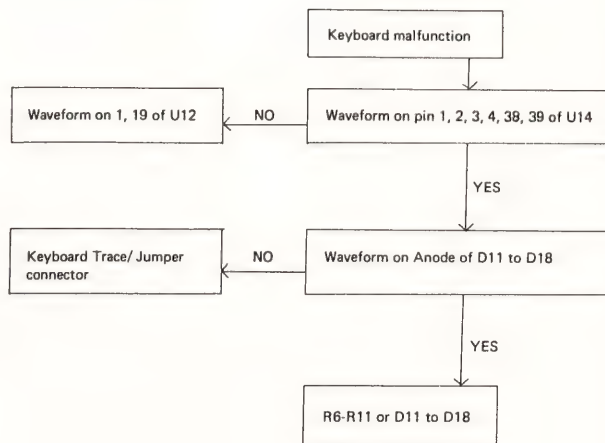 Keyboard malfunction
Waveform on 1, 19 of U12
NO
Waveform on pin 1, 2, 3, 4, 38, 39 of U14
YES
Keyboard Trace/ Jumper
connector
NO
Waveform on Anode of D11 to D18
YES
R6-R11 or D11 to D18